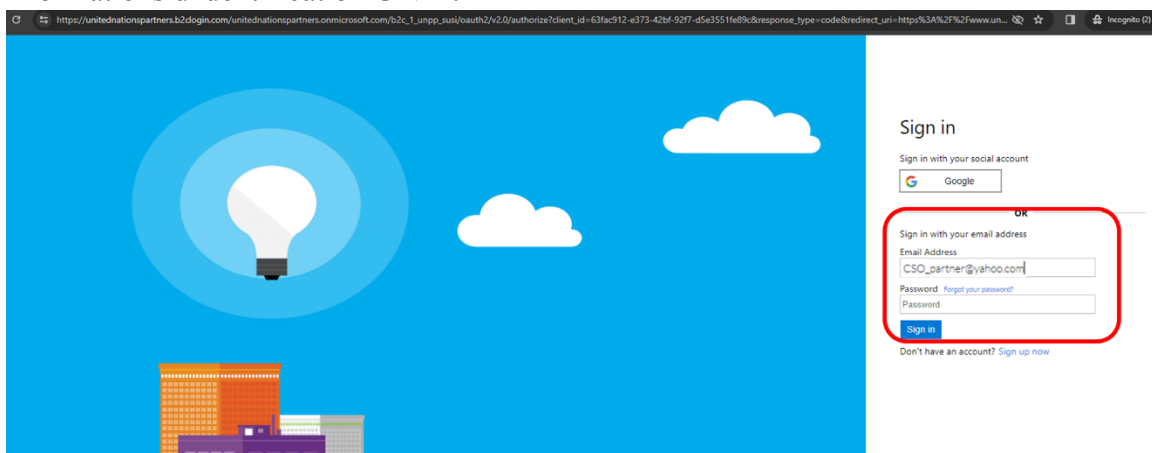 https://unitednationspartners.b2clogin.com/unitednationspartners.onmicrosoft.com/b2c_1_unpp_susi/oauth2/v2.0/authorize?client_id=63fac912-e373-42bf-92f7-d5e3551fe89c&response_type=code&redirect_uri=https%3A%2F%2Fwww.un... Incognito (2)
Sign in
Sign in with your social account
Google
OR
Sign in with your email address
Email Address
CSO_partner@yahoo.com
Password Forgot your password?
Password
Sign in
Don't have an account? Sign up now